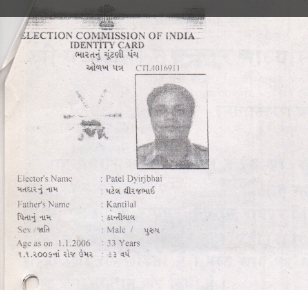 ELECTION COMMISSION OF INDIA
IDENTITY CARD
ભારતનું ચૂંટણી પંચ
ઓળખ પત્ર CTL4016911
Elector's Name : Patel Dyirjbhai
મતદારનું નામ : પટેલ ધીરજભાઈ
Father's Name : Kantilal
પિતાનું નામ : કાન્તીલાલ
Sex /જાતિ : Male / પુરુષ
Age as on 1.1.2006 : 33 Years
૧.૧.૨૦૦૬નાં રોજ ઉંમર : ૩૩ વર્ષ